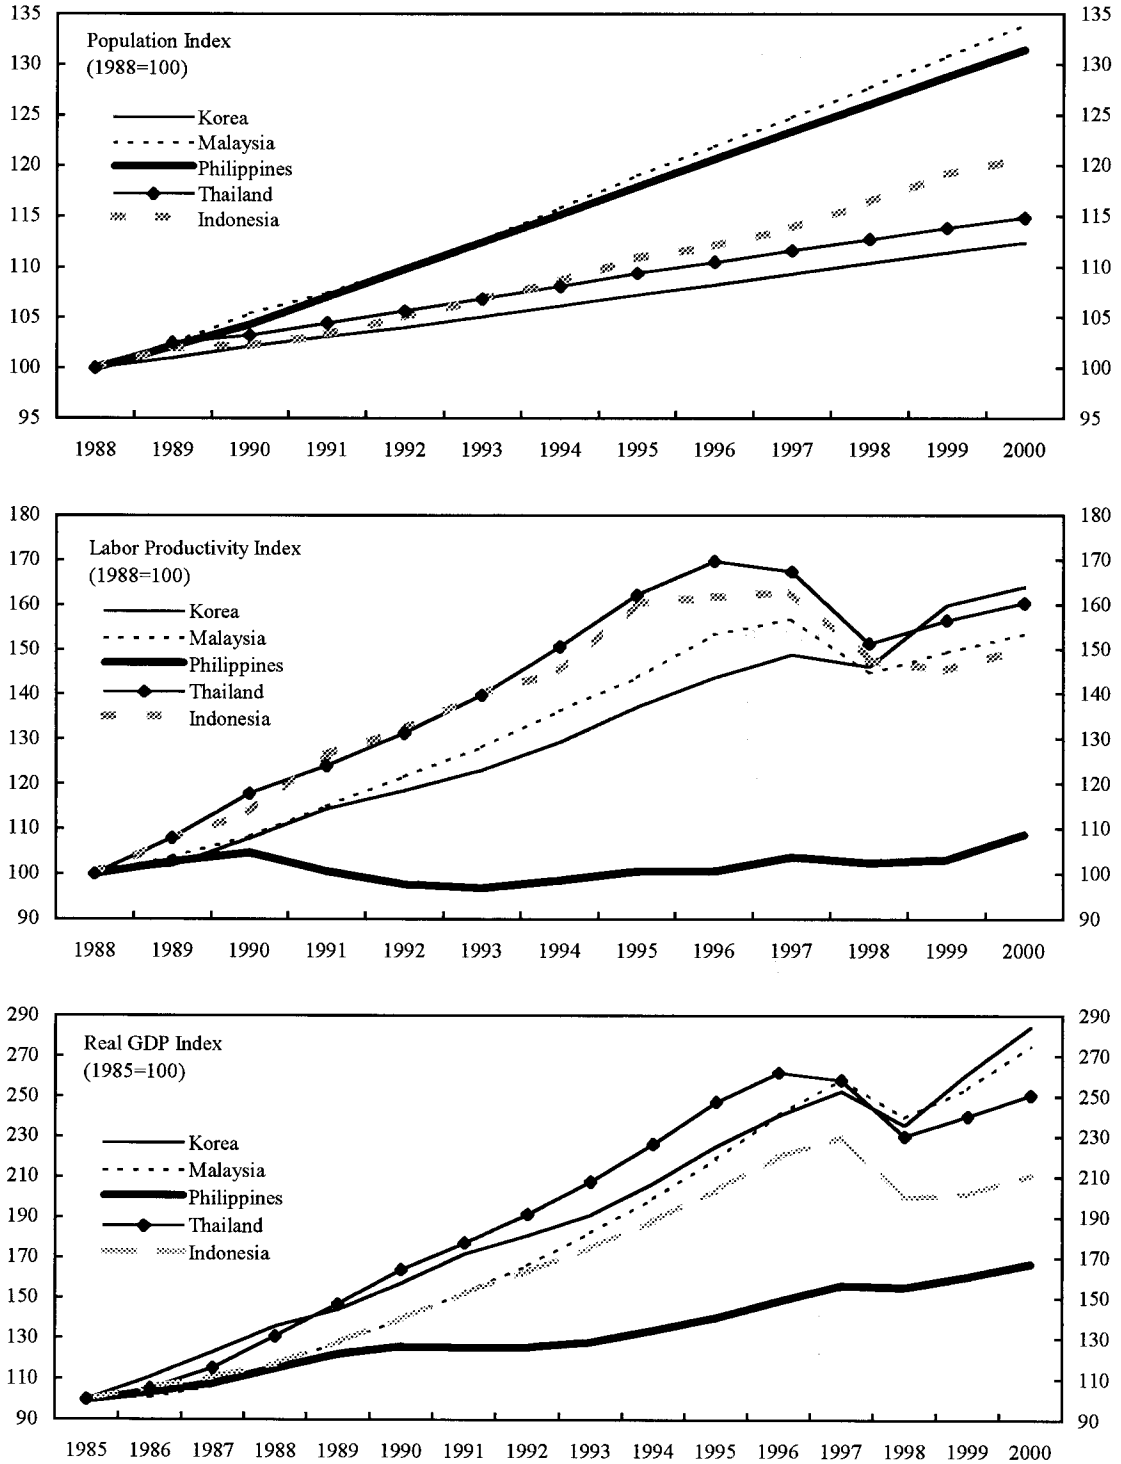 135 135
Population Index
(1988=100)
130 130
125 125
Korea
Malaysia
120 Philippines 120
Thailand
115 Indonesia 115
110 110
105 105
100 100
95 95
1988 1989 1990 1991 1992 1993 1994 1995 1996 1997 1998 1999 2000
180 180
Labor Productivity Index
(1988=100)
170 170
160 Korea 160
150 Malaysia 150
Philippines
140 Thailand 140
Indonesia
130 130
120 120
110 110
100 100
90 90
1988 1989 1990 1991 1992 1993 1994 1995 1996 1997 1998 1999 2000
290 290
Real GDP Index
(1985=100)
270 270
250 250
230 Korea 230
210 Malaysia 210
Philippines
190 Thailand 190
170 Indonesia 170
150 150
130 130
110 110
90 90
1985 1986 1987 1988 1989 1990 1991 1992 1993 1994 1995 1996 1997 1998 1999 2000